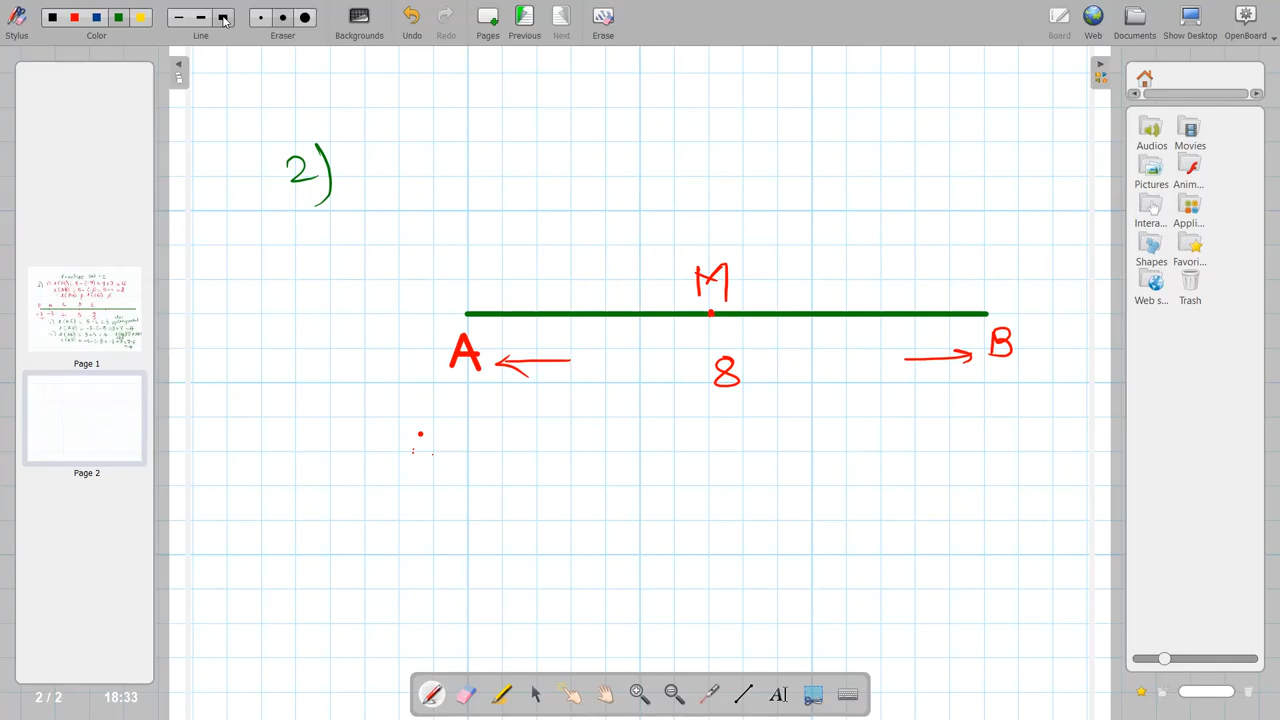 Stylus
Color
Line
Eraser
Backgrounds
Undo
Redo
Pages
Previous
Next
Erase
Board
Web
Documents
Show Desktop
OpenBoard
2)
M
A
B
8
∴
Page 1
Page 2
2 / 2
18:33
Audios
Movies
Pictures
Anim...
Intera...
Appli...
Shapes
Favori...
Web s...
Trash